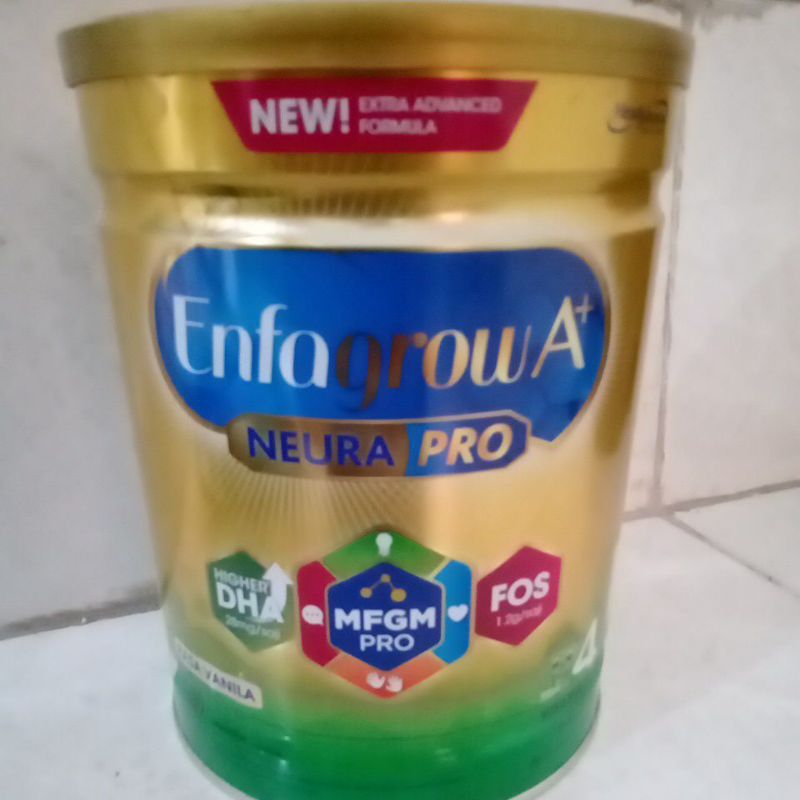 NEW! EXTRA ADVANCED
FORMULA
EnfagrowA+
NEURA PRO
HIGHER
DHA
MFGM
PRO
FOS
VANILA
4